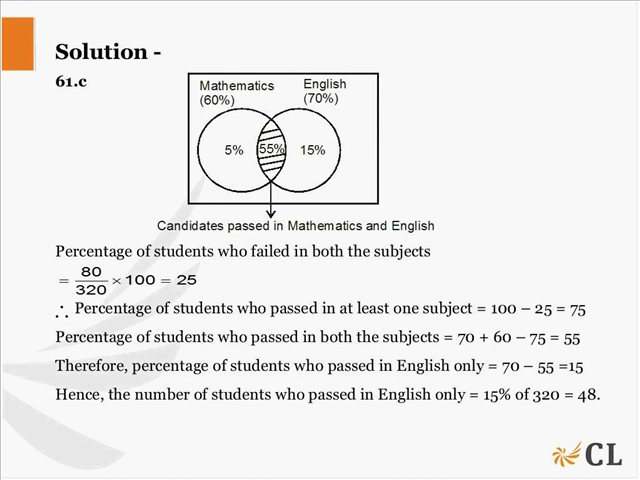 Solution -
61.c
Mathematics English
(60%) (70%)
5% 55% 15%
Candidates passed in Mathematics and English
Percentage of students who failed in both the subjects
= 80/320 × 100 = 25
∴ Percentage of students who passed in at least one subject = 100 – 25 = 75
Percentage of students who passed in both the subjects = 70 + 60 – 75 = 55
Therefore, percentage of students who passed in English only = 70 – 55 =15
Hence, the number of students who passed in English only = 15% of 320 = 48.
CL